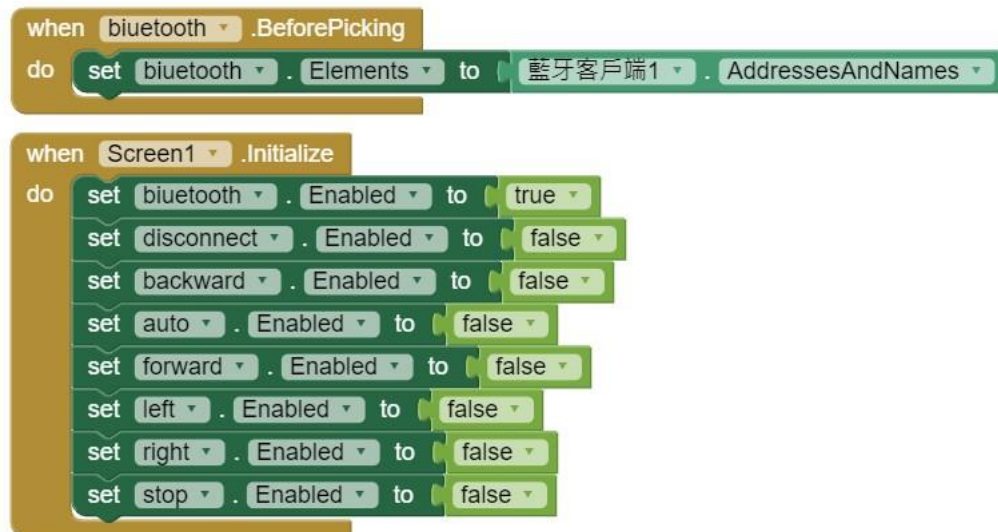 when biuetooth .BeforePicking
do set biuetooth . Elements to 藍牙客戶端1 . AddressesAndNames
when Screen1 .Initialize
do set biuetooth . Enabled to true
set disconnect . Enabled to false
set backward . Enabled to false
set auto . Enabled to false
set forward . Enabled to false
set left . Enabled to false
set right . Enabled to false
set stop . Enabled to false